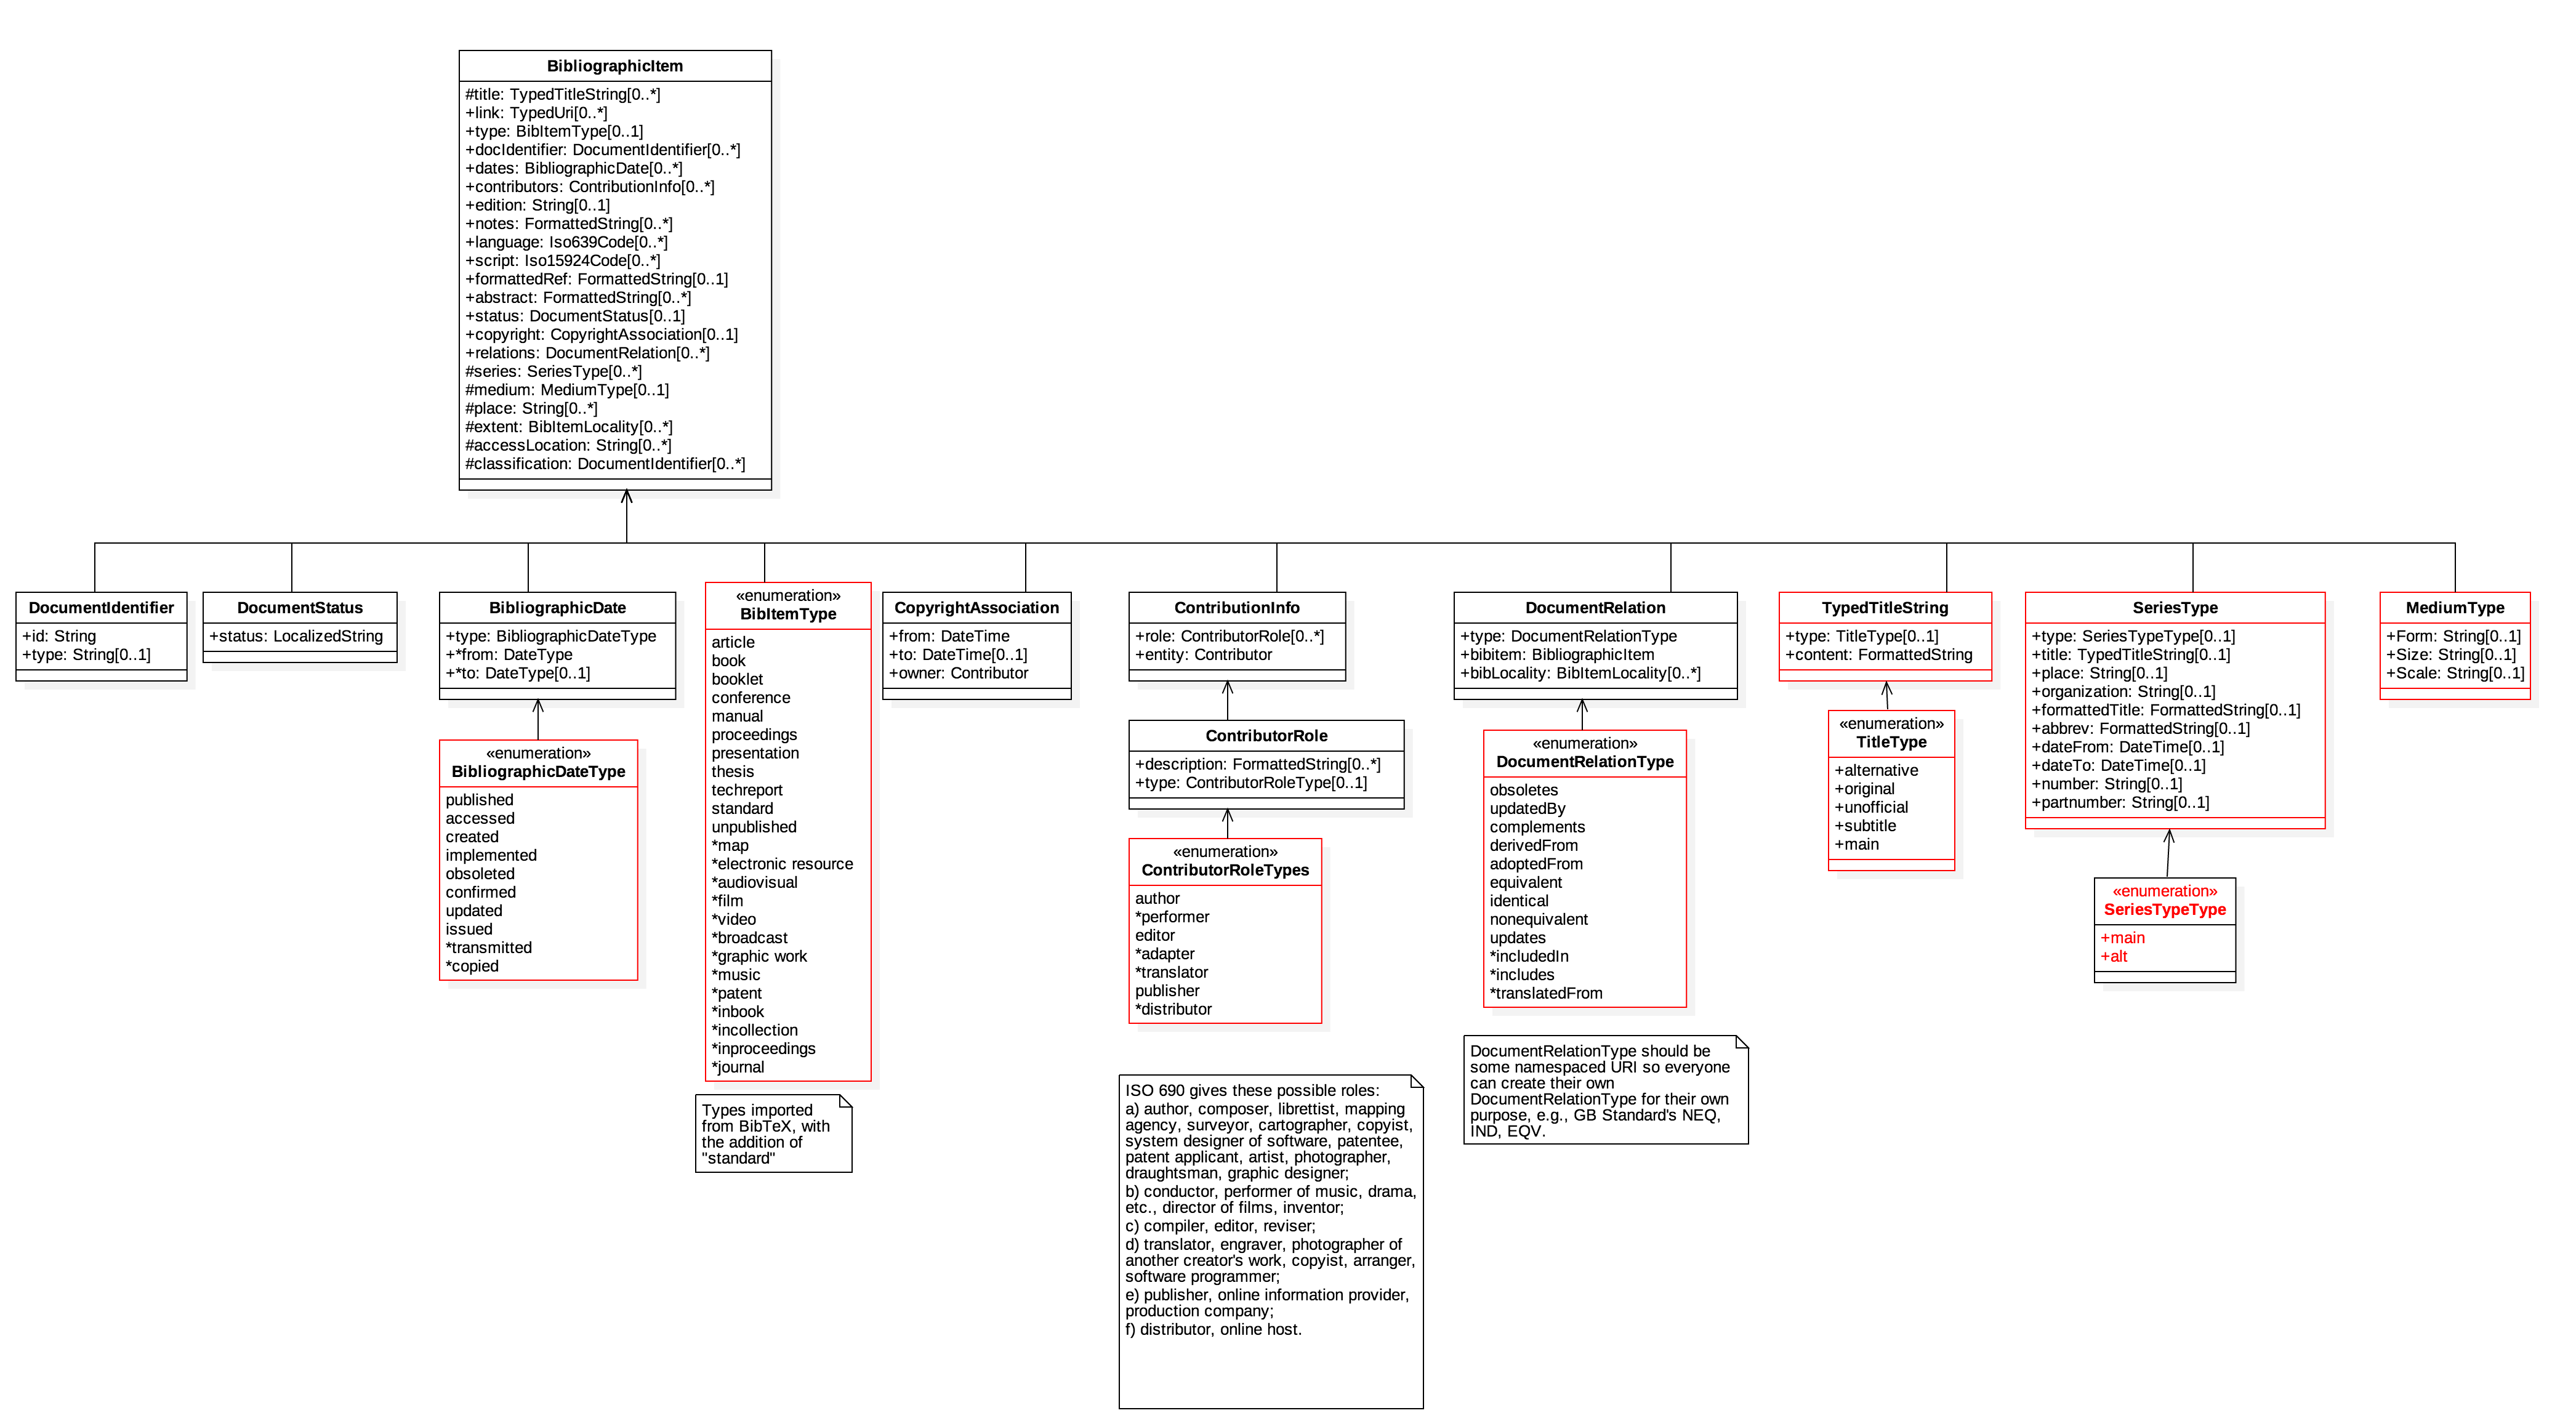 BibliographicItem
#title: TypedTitleString[0..*]
+link: TypedUri[0..*]
+type: BibItemType[0..1]
+docIdentifier: DocumentIdentifier[0..*]
+dates: BibliographicDate[0..*]
+contributors: ContributionInfo[0..*]
+edition: String[0..1]
+notes: FormattedString[0..*]
+language: Iso639Code[0..*]
+script: Iso15924Code[0..*]
+formattedRef: FormattedString[0..1]
+abstract: FormattedString[0..*]
+status: DocumentStatus[0..1]
+copyright: CopyrightAssociation[0..1]
+relations: DocumentRelation[0..*]
#series: SeriesType[0..*]
#medium: MediumType[0..1]
#place: String[0..*]
#extent: BibItemLocality[0..*]
#accessLocation: String[0..*]
#classification: DocumentIdentifier[0..*]
DocumentIdentifier
+id: String
+type: String[0..1]
DocumentStatus
+status: LocalizedString
BibliographicDate
+type: BibliographicDateType
+*from: DateType
+*to: DateType[0..1]
«enumeration»
BibliographicDateType
published
accessed
created
implemented
obsoleted
confirmed
updated
issued
*transmitted
*copied
«enumeration»
BibItemType
article
book
booklet
conference
manual
proceedings
presentation
thesis
techreport
standard
unpublished
*map
*electronic resource
*audiovisual
*film
*video
*broadcast
*graphic work
*music
*patent
*inbook
*incollection
*inproceedings
*journal
Types imported
from BibTeX, with
the addition of
"standard"
CopyrightAssociation
+from: DateTime
+to: DateTime[0..1]
+owner: Contributor
ContributionInfo
+role: ContributorRole[0..*]
+entity: Contributor
ContributorRole
+description: FormattedString[0..*]
+type: ContributorRoleType[0..1]
«enumeration»
ContributorRoleTypes
author
*performer
editor
*adapter
*translator
publisher
*distributor
ISO 690 gives these possible roles:
a) author, composer, librettist, mapping
agency, surveyor, cartographer, copyist,
system designer of software, patentee,
patent applicant, artist, photographer,
draughtsman, graphic designer;
b) conductor, performer of music, drama,
etc., director of films, inventor;
c) compiler, editor, reviser;
d) translator, engraver, photographer of
another creator's work, copyist, arranger,
software programmer;
e) publisher, online information provider,
production company;
f) distributor, online host.
DocumentRelation
+type: DocumentRelationType
+bibitem: BibliographicItem
+bibLocality: BibItemLocality[0..*]
«enumeration»
DocumentRelationType
obsoletes
updatedBy
complements
derivedFrom
adoptedFrom
equivalent
identical
nonequivalent
updates
*includedIn
*includes
*translatedFrom
DocumentRelationType should be
some namespaced URI so everyone
can create their own
DocumentRelationType for their own
purpose, e.g., GB Standard's NEQ,
IND, EQV.
TypedTitleString
+type: TitleType[0..1]
+content: FormattedString
«enumeration»
TitleType
+alternative
+original
+unofficial
+subtitle
+main
SeriesType
+type: SeriesTypeType[0..1]
+title: TypedTitleString[0..1]
+place: String[0..1]
+organization: String[0..1]
+formattedTitle: FormattedString[0..1]
+abbrev: FormattedString[0..1]
+dateFrom: DateTime[0..1]
+dateTo: DateTime[0..1]
+number: String[0..1]
+partnumber: String[0..1]
«enumeration»
SeriesTypeType
+main
+alt
MediumType
+Form: String[0..1]
+Size: String[0..1]
+Scale: String[0..1]